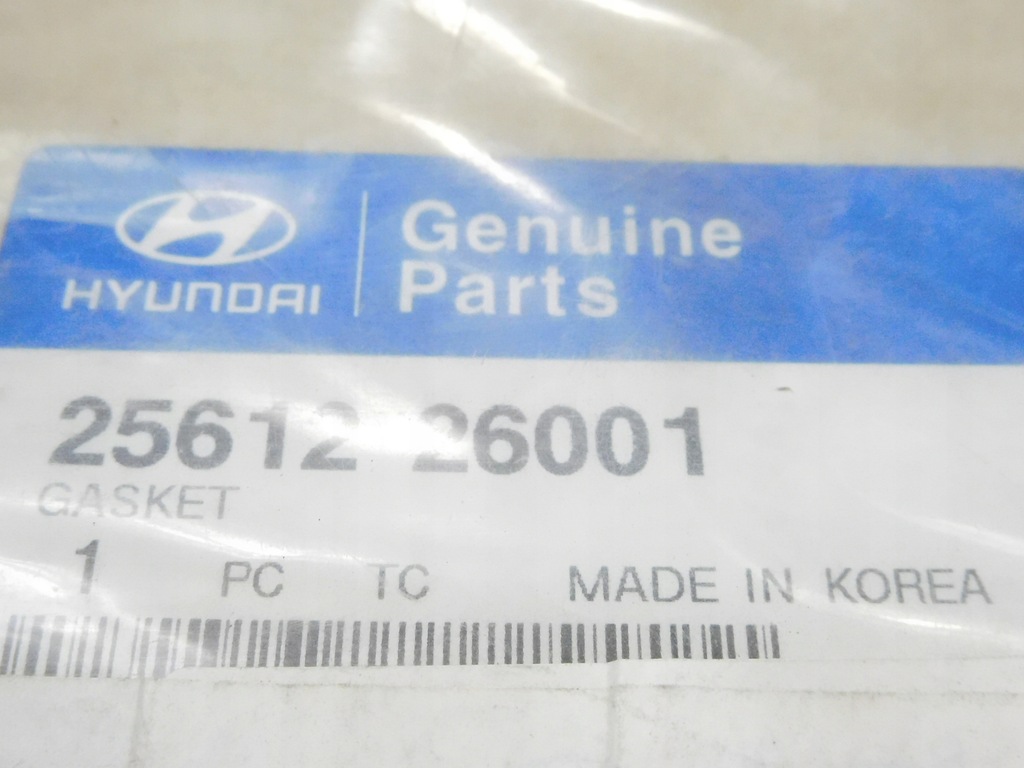 HYUNDAI
Genuine
Parts
25612 26001
GASKET
1 PC TC MADE IN KOREA